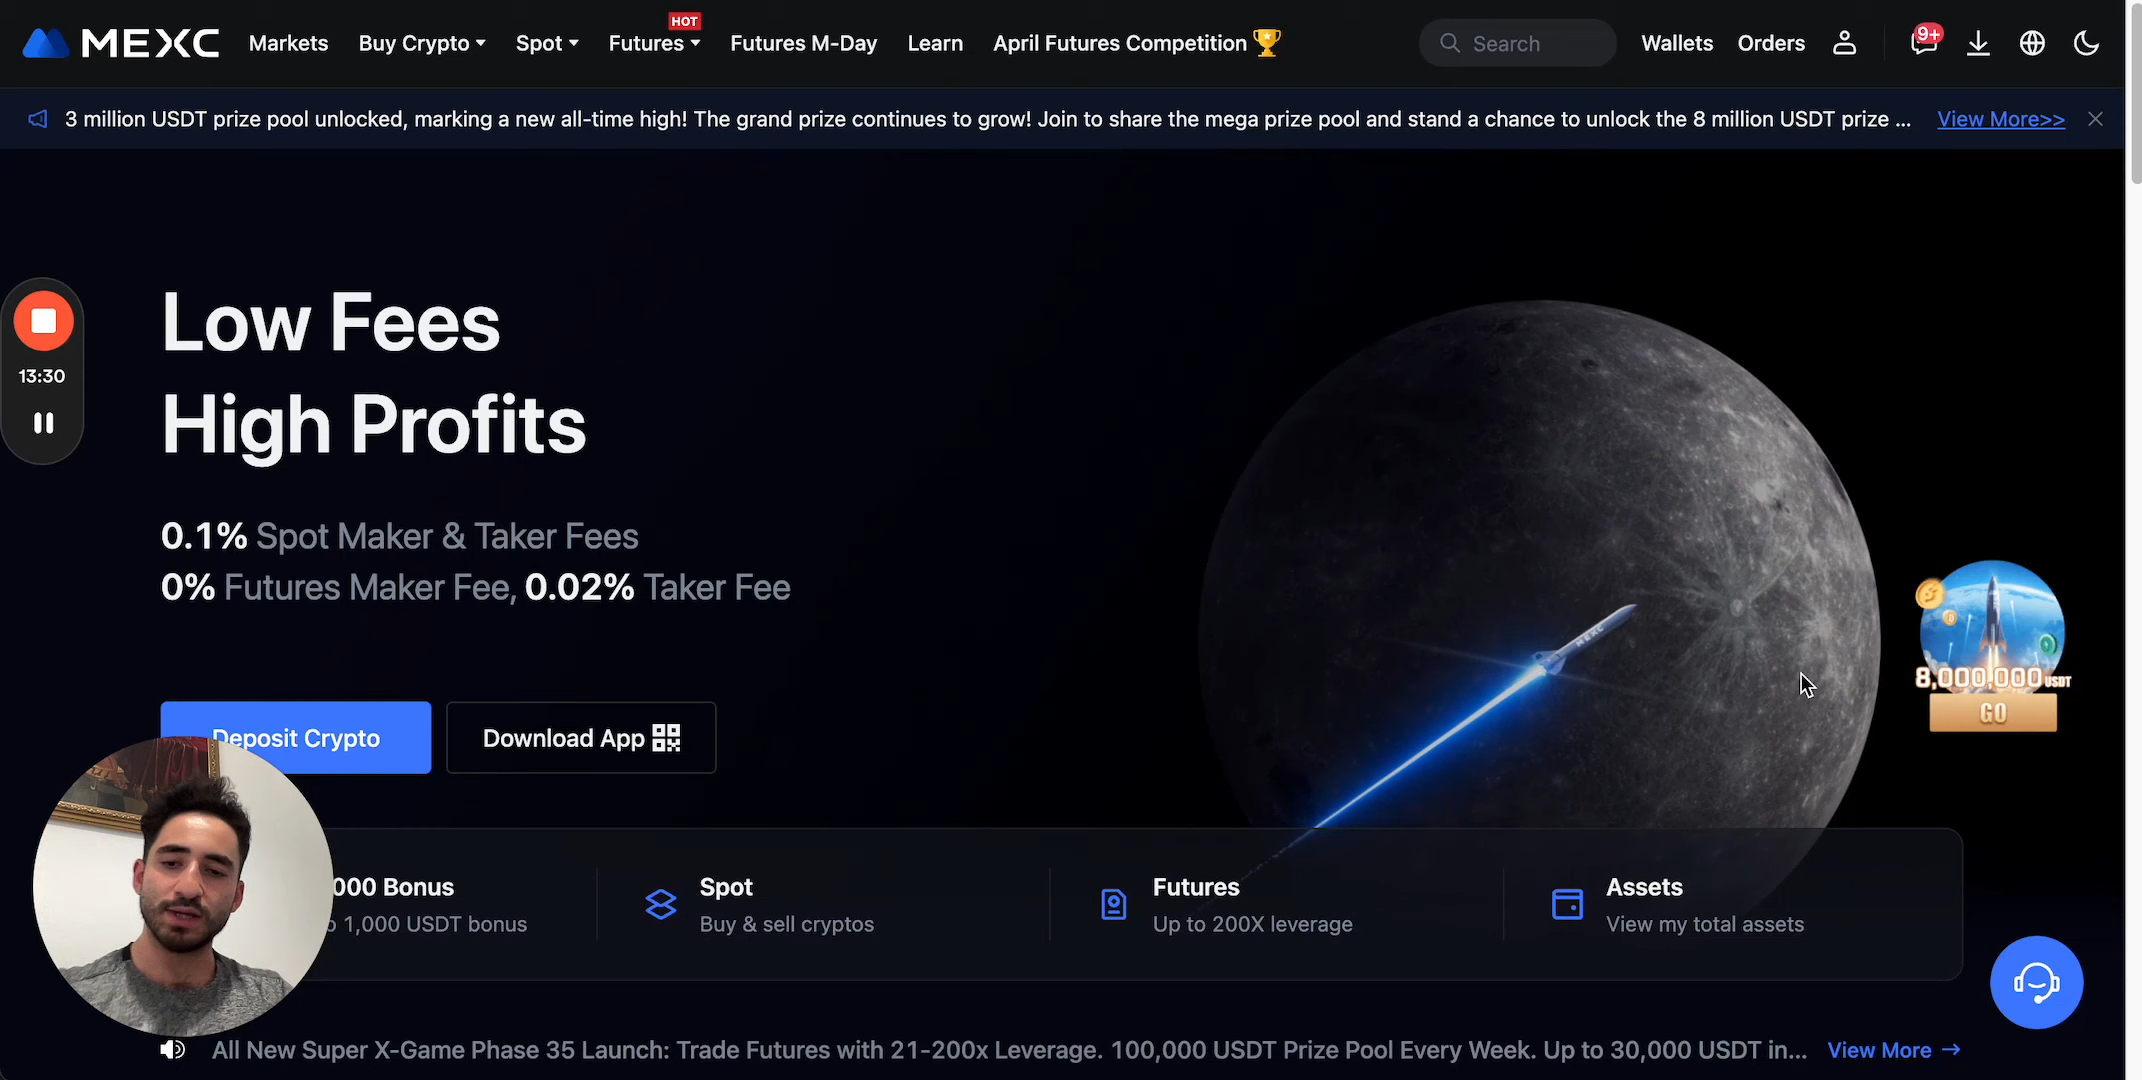 MEXC
Markets
Buy Crypto
Spot
Futures
HOT
Futures M-Day
Learn
April Futures Competition
Search
Wallets
Orders
9+
3 million USDT prize pool unlocked, marking a new all-time high! The grand prize continues to grow! Join to share the mega prize pool and stand a chance to unlock the 8 million USDT prize ...
View More>>
Low Fees
High Profits
13:30
0.1% Spot Maker & Taker Fees
0% Futures Maker Fee, 0.02% Taker Fee
MEXC
8,000,000 USDT
GO
Deposit Crypto
Download App
000 Bonus
1,000 USDT bonus
Spot
Buy & sell cryptos
Futures
Up to 200X leverage
Assets
View my total assets
All New Super X-Game Phase 35 Launch: Trade Futures with 21-200x Leverage. 100,000 USDT Prize Pool Every Week. Up to 30,000 USDT in...
View More →